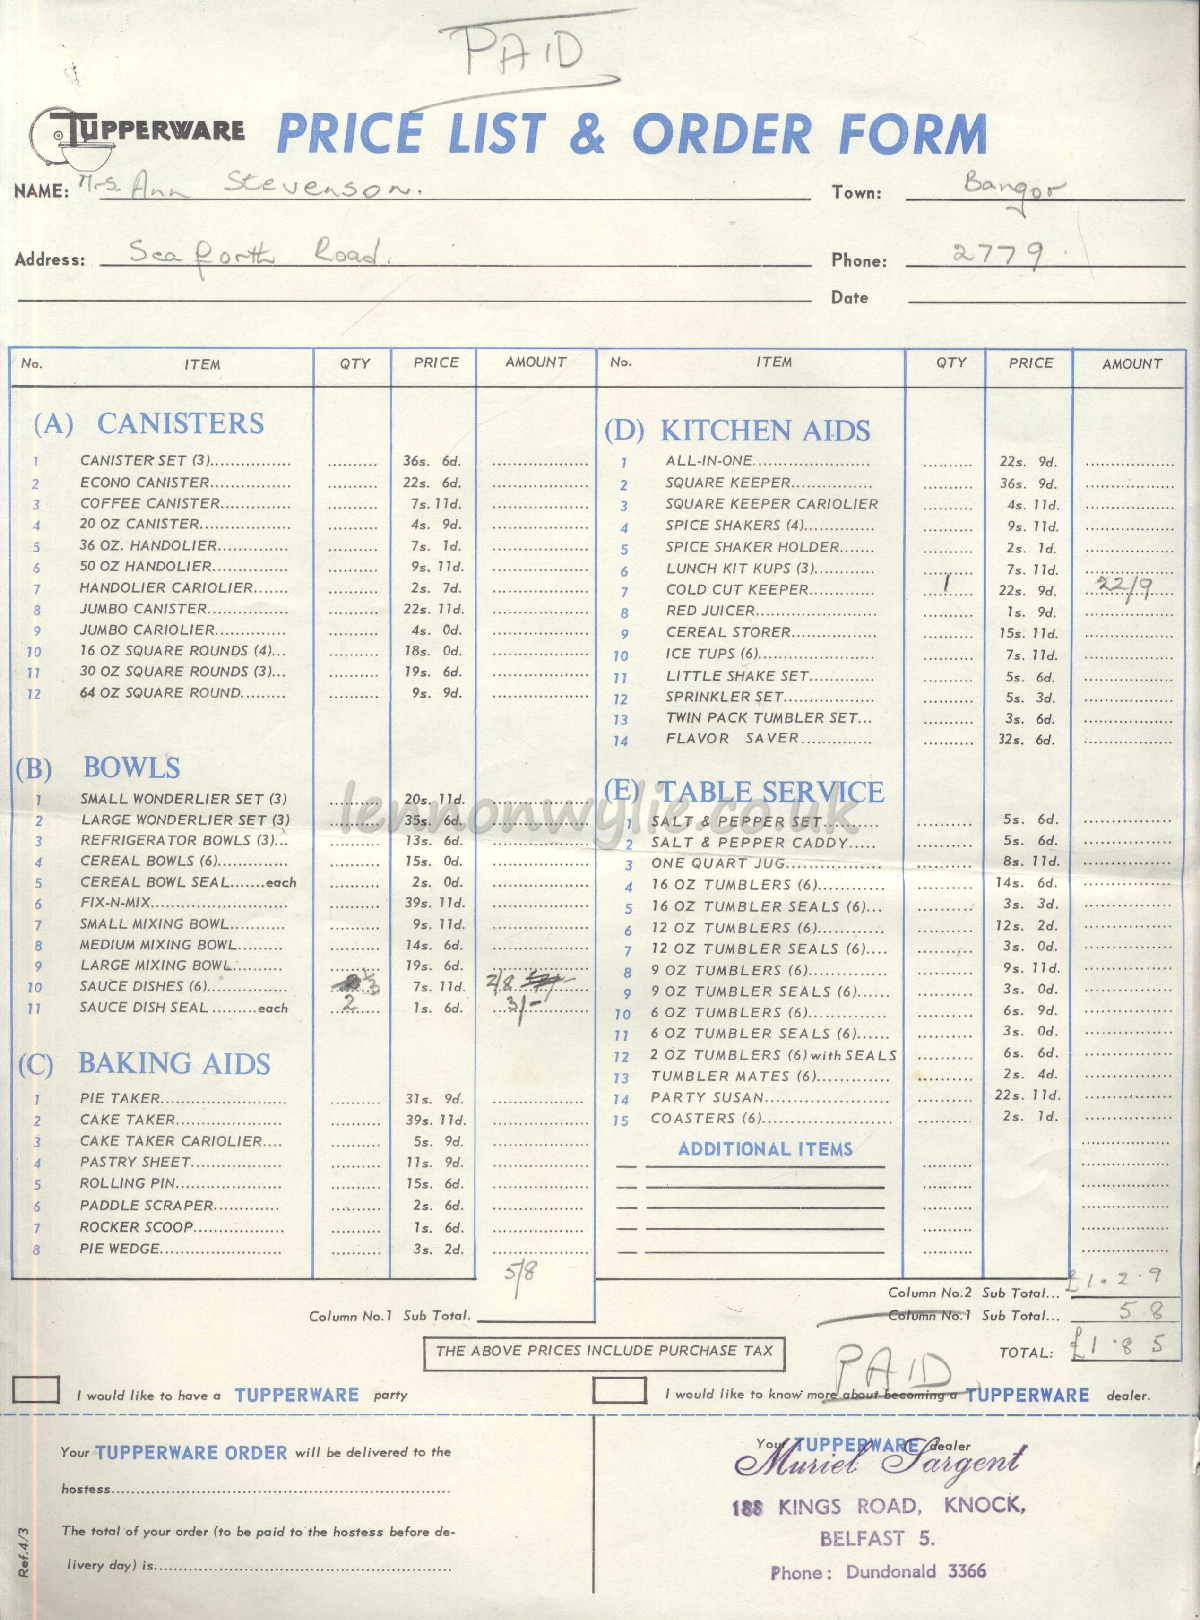 PAID
TUPPERWARE PRICE LIST & ORDER FORM
NAME: Mrs. Ann Stevenson. Town: Bangor
Address: Seaforth Road. Phone: 2779
Date
No. ITEM QTY PRICE AMOUNT
(A) CANISTERS
1 CANISTER SET (3) 36s. 6d.
2 ECONO CANISTER 22s. 6d.
3 COFFEE CANISTER 7s. 11d.
4 20 OZ CANISTER 4s. 9d.
5 36 OZ. HANDOLIER 7s. 1d.
6 50 OZ HANDOLIER 9s. 11d.
7 HANDOLIER CARIOLIER 2s. 7d.
8 JUMBO CANISTER 22s. 11d.
9 JUMBO CARIOLIER 4s. 0d.
10 16 OZ SQUARE ROUNDS (4)... 18s. 0d.
11 30 OZ SQUARE ROUNDS (3)... 19s. 6d.
12 64 OZ SQUARE ROUND 9s. 9d.
(B) BOWLS
1 SMALL WONDERLIER SET (3) 20s. 11d.
2 LARGE WONDERLIER SET (3) 35s. 6d.
3 REFRIGERATOR BOWLS (3)... 13s. 6d.
4 CEREAL BOWLS (6) 15s. 0d.
5 CEREAL BOWL SEAL.......each 2s. 0d.
6 FIX-N-MIX 39s. 11d.
7 SMALL MIXING BOWL 9s. 11d.
8 MEDIUM MIXING BOWL 14s. 6d.
9 LARGE MIXING BOWL 19s. 6d.
10 SAUCE DISHES (6) 7s. 11d. 2/8
11 SAUCE DISH SEAL.........each 2 1s. 6d. 3/-
(C) BAKING AIDS
1 PIE TAKER 31s. 9d.
2 CAKE TAKER 39s. 11d.
3 CAKE TAKER CARIOLIER.... 5s. 9d.
4 PASTRY SHEET 11s. 9d.
5 ROLLING PIN 15s. 6d.
6 PADDLE SCRAPER 2s. 6d.
7 ROCKER SCOOP 1s. 6d.
8 PIE WEDGE 3s. 2d.
5/8
Column No.1 Sub Total.
No. ITEM QTY PRICE AMOUNT
(D) KITCHEN AIDS
1 ALL-IN-ONE 22s. 9d.
2 SQUARE KEEPER 36s. 9d.
3 SQUARE KEEPER CARIOLIER 4s. 11d.
4 SPICE SHAKERS (4) 9s. 11d.
5 SPICE SHAKER HOLDER 2s. 1d.
6 LUNCH KIT KUPS (3) 7s. 11d.
7 COLD CUT KEEPER 1 22s. 9d. 22/9
8 RED JUICER 1s. 9d.
9 CEREAL STORER 15s. 11d.
10 ICE TUPS (6) 7s. 11d.
11 LITTLE SHAKE SET 5s. 6d.
12 SPRINKLER SET 5s. 3d.
13 TWIN PACK TUMBLER SET... 3s. 6d.
14 FLAVOR SAVER 32s. 6d.
(E) TABLE SERVICE
lennonwylie.co.uk
1 SALT & PEPPER SET 5s. 6d.
2 SALT & PEPPER CADDY..... 5s. 6d.
3 ONE QUART JUG 8s. 11d.
4 16 OZ TUMBLERS (6) 14s. 6d.
5 16 OZ TUMBLER SEALS (6)... 3s. 3d.
6 12 OZ TUMBLERS (6) 12s. 2d.
7 12 OZ TUMBLER SEALS (6).... 3s. 0d.
8 9 OZ TUMBLERS (6) 9s. 11d.
9 9 OZ TUMBLER SEALS (6)...... 3s. 0d.
10 6 OZ TUMBLERS (6) 6s. 9d.
11 6 OZ TUMBLER SEALS (6)...... 3s. 0d.
12 2 OZ TUMBLERS (6) with SEALS 6s. 6d.
13 TUMBLER MATES (6) 2s. 4d.
14 PARTY SUSAN 22s. 11d.
15 COASTERS (6) 2s. 1d.
ADDITIONAL ITEMS
Column No.2 Sub Total... £1.2.9
Column No.1 Sub Total... 5 8
TOTAL: £1.8 5
THE ABOVE PRICES INCLUDE PURCHASE TAX
PAID
I would like to have a TUPPERWARE party
I would like to know more about becoming a TUPPERWARE dealer.
Your TUPPERWARE ORDER will be delivered to the
hostess
The total of your order (to be paid to the hostess before de-
livery day) is
Ref.4/3
Your TUPPERWARE dealer
Muriel Sargent
188 KINGS ROAD, KNOCK,
BELFAST 5.
Phone: Dundonald 3366